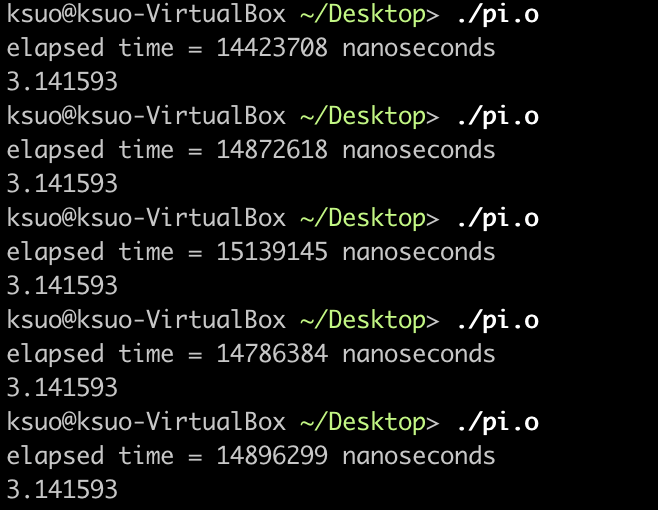 ksuo@ksuo-VirtualBox ~/Desktop> ./pi.o
elapsed time = 14423708 nanoseconds
3.141593
ksuo@ksuo-VirtualBox ~/Desktop> ./pi.o
elapsed time = 14872618 nanoseconds
3.141593
ksuo@ksuo-VirtualBox ~/Desktop> ./pi.o
elapsed time = 15139145 nanoseconds
3.141593
ksuo@ksuo-VirtualBox ~/Desktop> ./pi.o
elapsed time = 14786384 nanoseconds
3.141593
ksuo@ksuo-VirtualBox ~/Desktop> ./pi.o
elapsed time = 14896299 nanoseconds
3.141593